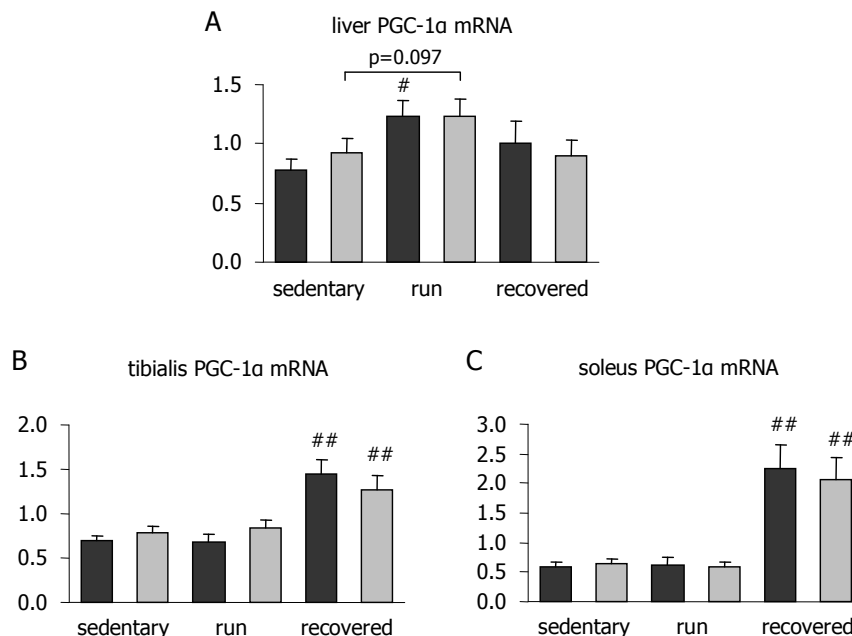 A
liver PGC-1α mRNA
p=0.097
#
1.5
1.0
0.5
0.0
sedentary run recovered
B
tibialis PGC-1α mRNA
2.0
1.5
1.0
0.5
0.0
## ##
sedentary run recovered
C
soleus PGC-1α mRNA
3.0
2.5
2.0
1.5
1.0
0.5
0.0
## ##
sedentary run recovered